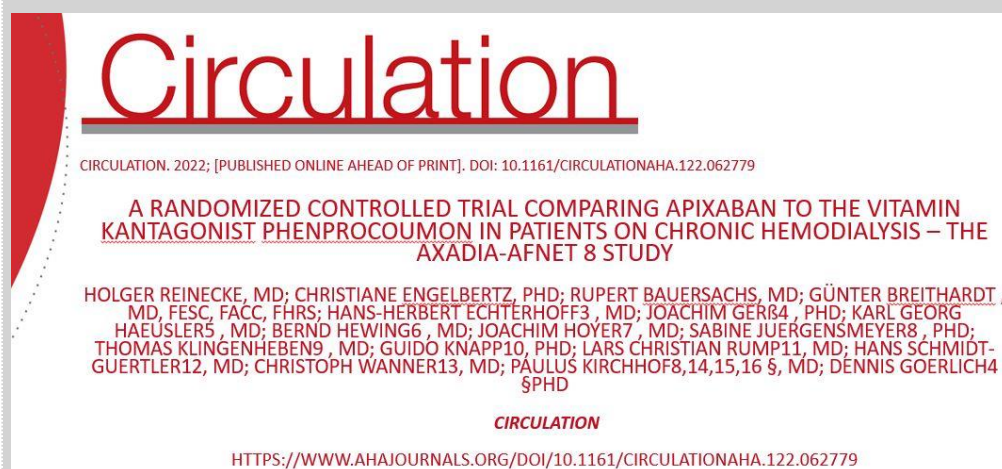 Circulation
CIRCULATION. 2022; [PUBLISHED ONLINE AHEAD OF PRINT]. DOI: 10.1161/CIRCULATIONAHA.122.062779
A RANDOMIZED CONTROLLED TRIAL COMPARING APIXABAN TO THE VITAMIN
KANTAGONIST PHENPROCOUMON IN PATIENTS ON CHRONIC HEMODIALYSIS – THE
AXADIA-AFNET 8 STUDY
HOLGER REINECKE, MD; CHRISTIANE ENGELBERTZ, PHD; RUPERT BAUERSACHS, MD; GÜNTER BREITHARDT ,
MD, FESC, FACC, FHRS; HANS-HERBERT ECHTERHOFF3 , MD; JOACHIM GERß4 , PHD; KARL GEORG
HAEUSLER5 , MD; BERND HEWING6 , MD; JOACHIM HOYER7 , MD; SABINE JUERGENSMEYER8 , PHD;
THOMAS KLINGENHEBEN9 , MD; GUIDO KNAPP10, PHD; LARS CHRISTIAN RUMP11, MD; HANS SCHMIDT-
GUERTLER12, MD; CHRISTOPH WANNER13, MD; PAULUS KIRCHHOF8,14,15,16 §, MD; DENNIS GOERLICH4
§PHD
CIRCULATION
HTTPS://WWW.AHAJOURNALS.ORG/DOI/10.1161/CIRCULATIONAHA.122.062779